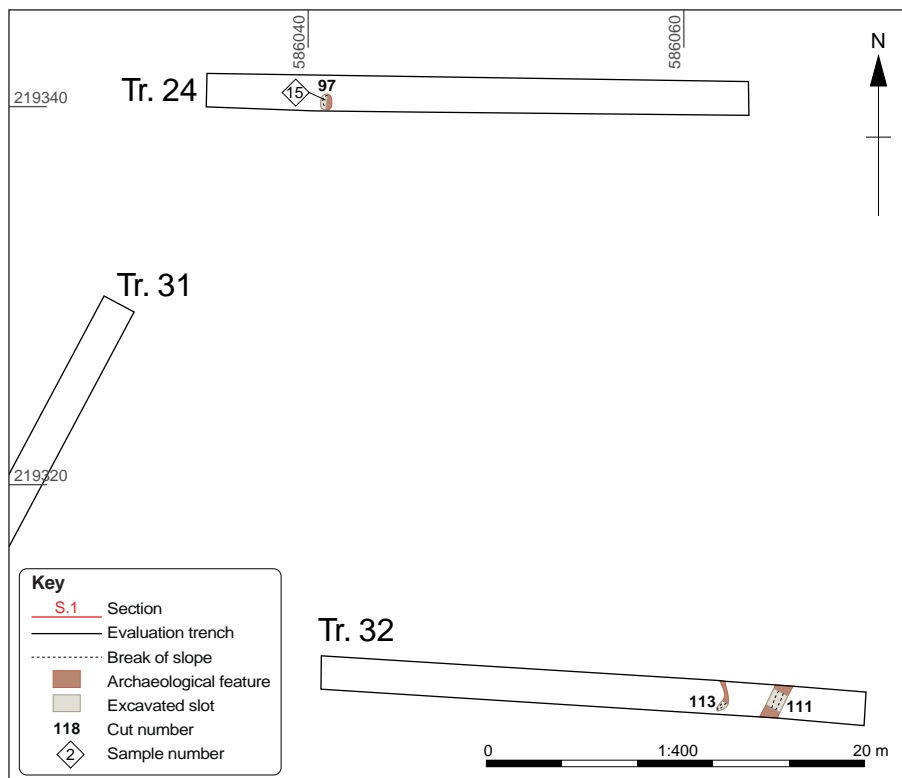 586040
586060
N
Tr. 24
15
97
219340
Tr. 31
219320
Key
S.1 Section
Evaluation trench
Break of slope
Archaeological feature
Excavated slot
118 Cut number
2 Sample number
Tr. 32
113
111
0 1:400 20 m